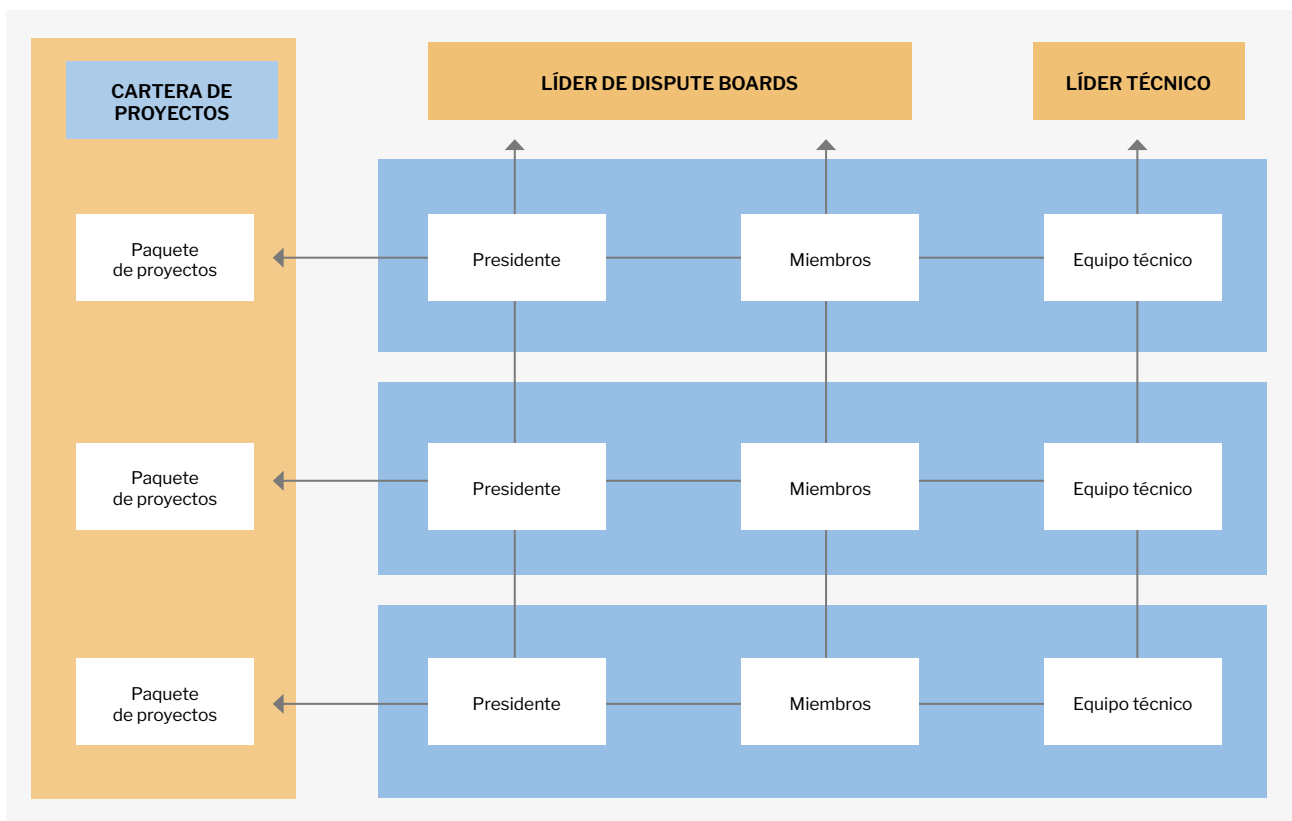 CARTERA DE
PROYECTOS
LÍDER DE DISPUTE BOARDS
LÍDER TÉCNICO
Paquete
de proyectos
Presidente
Miembros
Equipo técnico
Paquete
de proyectos
Presidente
Miembros
Equipo técnico
Paquete
de proyectos
Presidente
Miembros
Equipo técnico